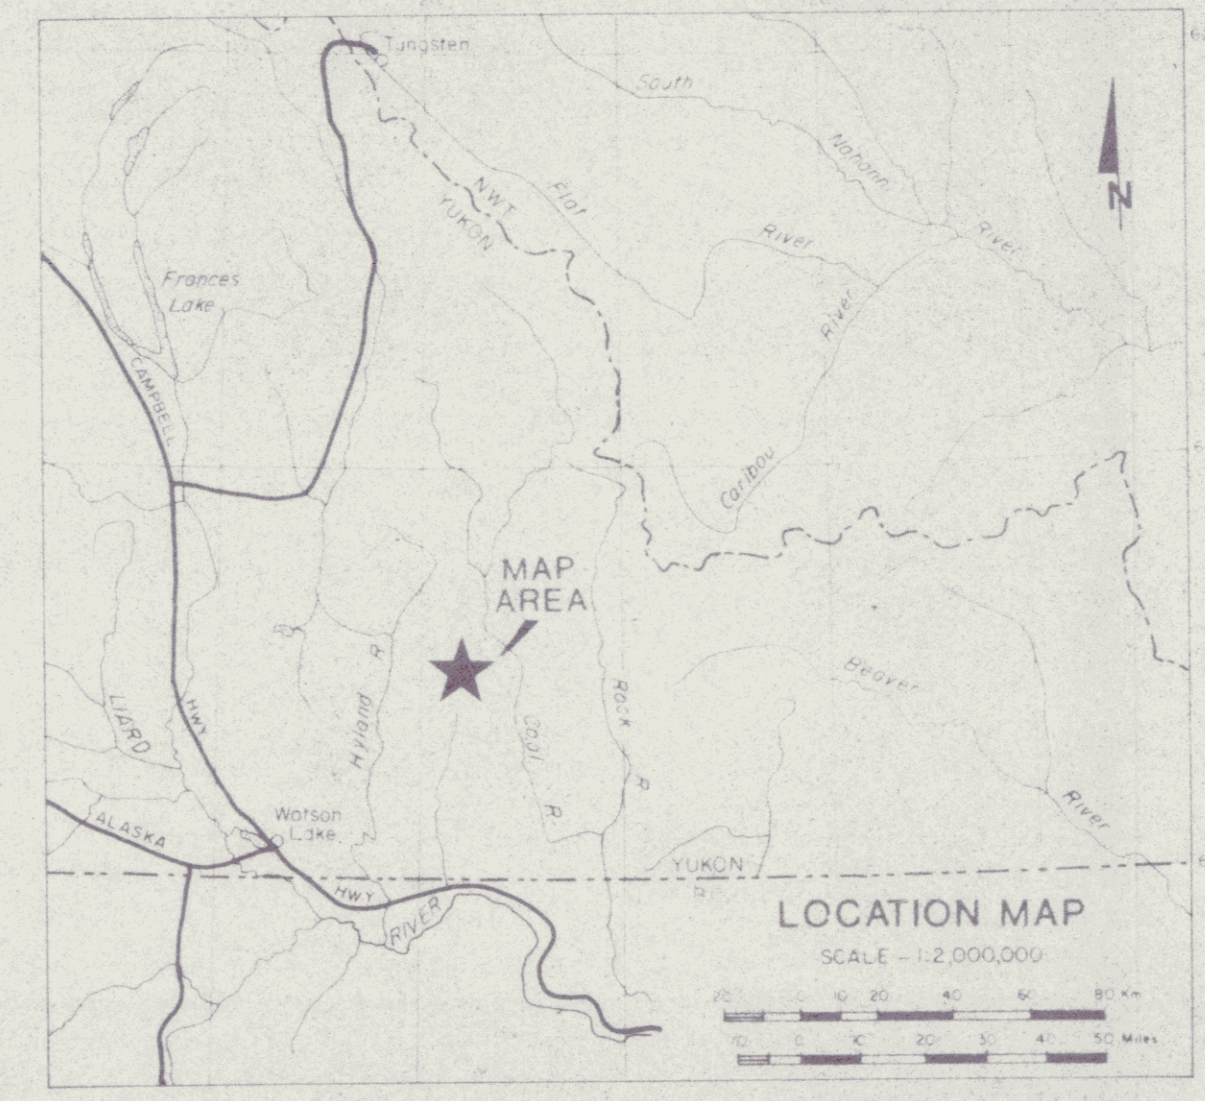 Tungsten
South
Nahanni
River
N
NWT
YUKON
Flat
River
River
Frances
Lake
CAMPBELL
Caribou
MAP
AREA
Hyland
R
Rock
R
Coal
R.
Beaver
River
LIARD
HWY
Watson
Lake
ALASKA
HWY
RIVER
YUKON
LOCATION MAP
SCALE - 1:2,000,000
20 0 10 20 40 60 80 Km
10 0 10 20 30 40 50 Miles